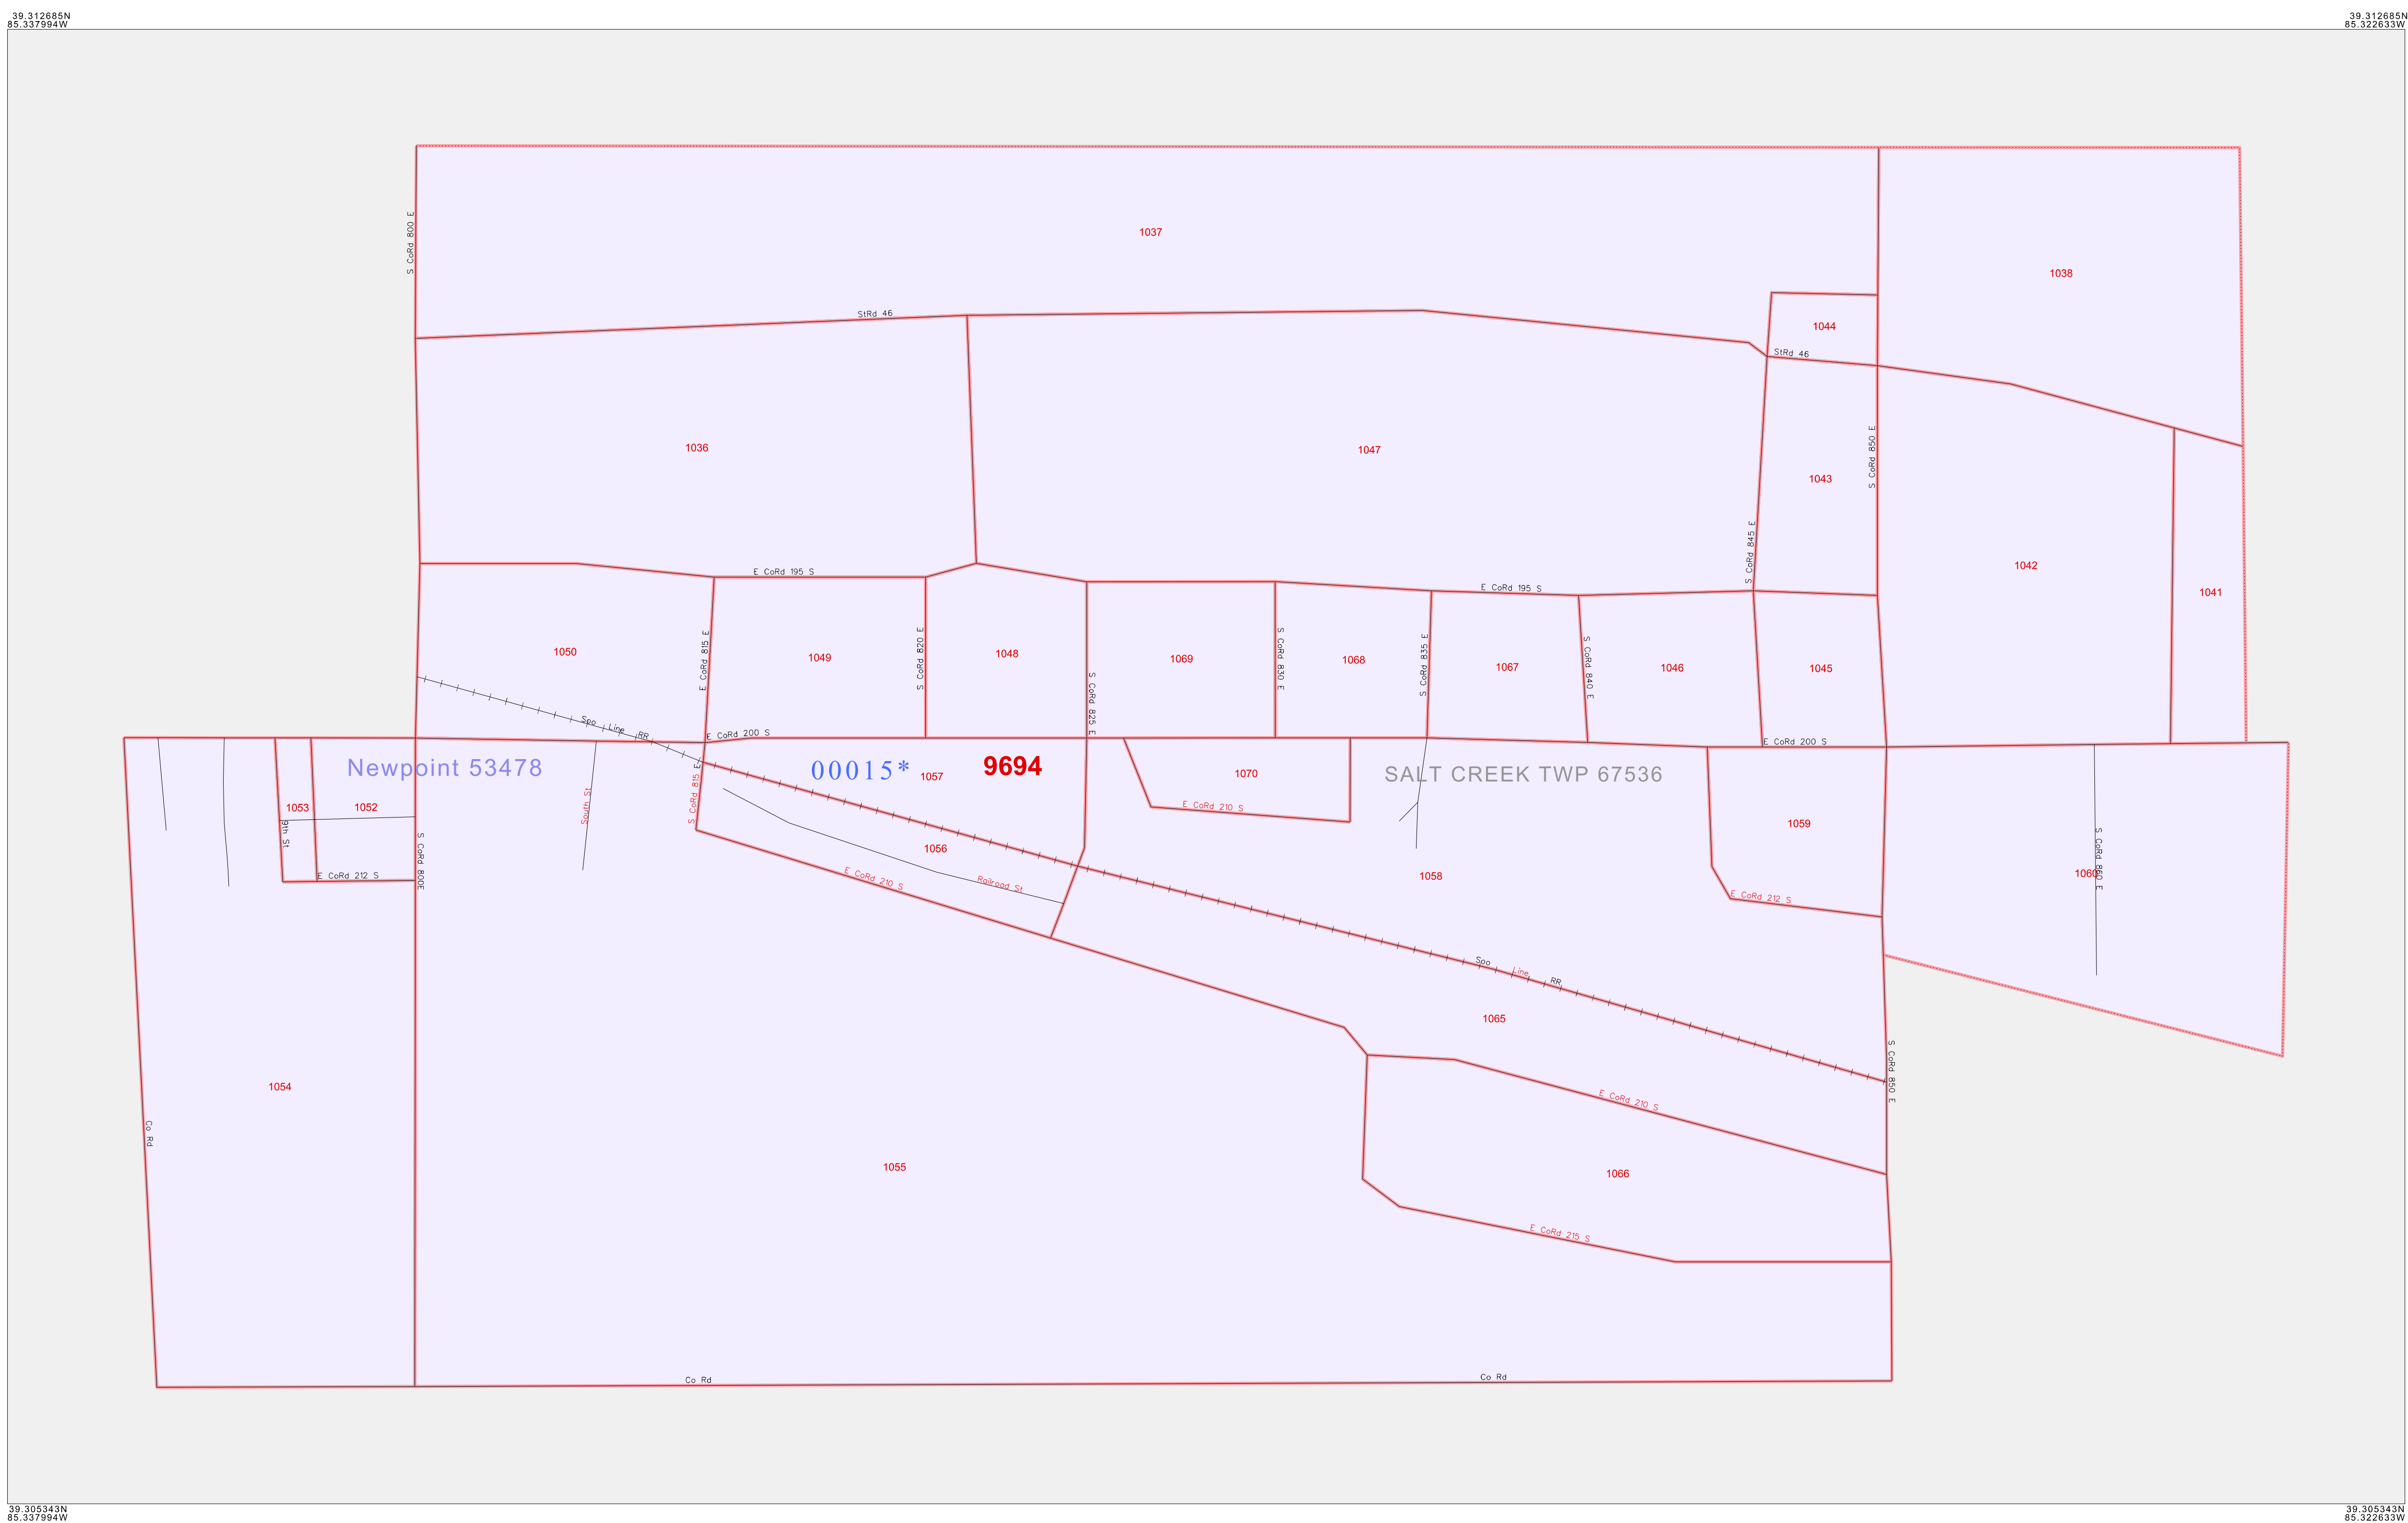 39.312685N
85.337994W
39.312685N
85.322633W
S CoRd 800 E
1037
1038
StRd 46
1044
StRd 46
1036
1047
S CoRd 850 E
1043
S CoRd 845 E
1042
1041
E CoRd 195 S
E CoRd 195 S
1050
E CoRd 815 E
1049
S CoRd 820 E
1048
S CoRd 825 E
1069
S CoRd 830 E
1068
S CoRd 835 E
1067
S CoRd 840 E
1046
1045
Spo Line RR
E CoRd 200 S
E CoRd 200 S
Newpoint 53478
00015*
1057
9694
1070
SALT CREEK TWP 67536
1053
1052
9th St
South St
S CoRd 815 E
E CoRd 210 S
1059
S CoRd 800E
E CoRd 212 S
1056
E CoRd 210 S
Railroad St
1058
E CoRd 212 S
1060
S CoRd 860 E
Spo Line RR
1065
S CoRd 850 E
1054
Co Rd
E CoRd 210 S
1055
1066
E CoRd 215 S
Co Rd
Co Rd
39.305343N
85.337994W
39.305343N
85.322633W